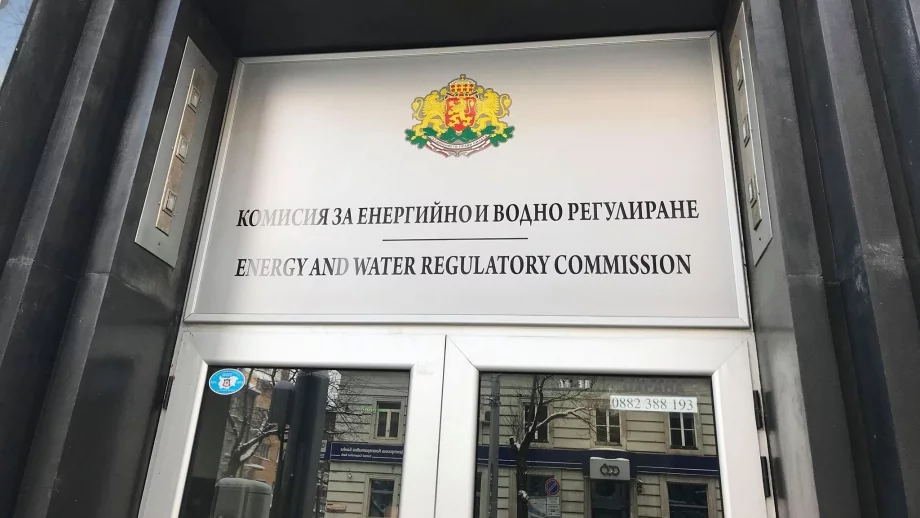 КОМИСИЯ ЗА ЕНЕРГИЙНО И ВОДНО РЕГУЛИРАНЕ
ENERGY AND WATER REGULATORY COMMISSION
0882 388 193